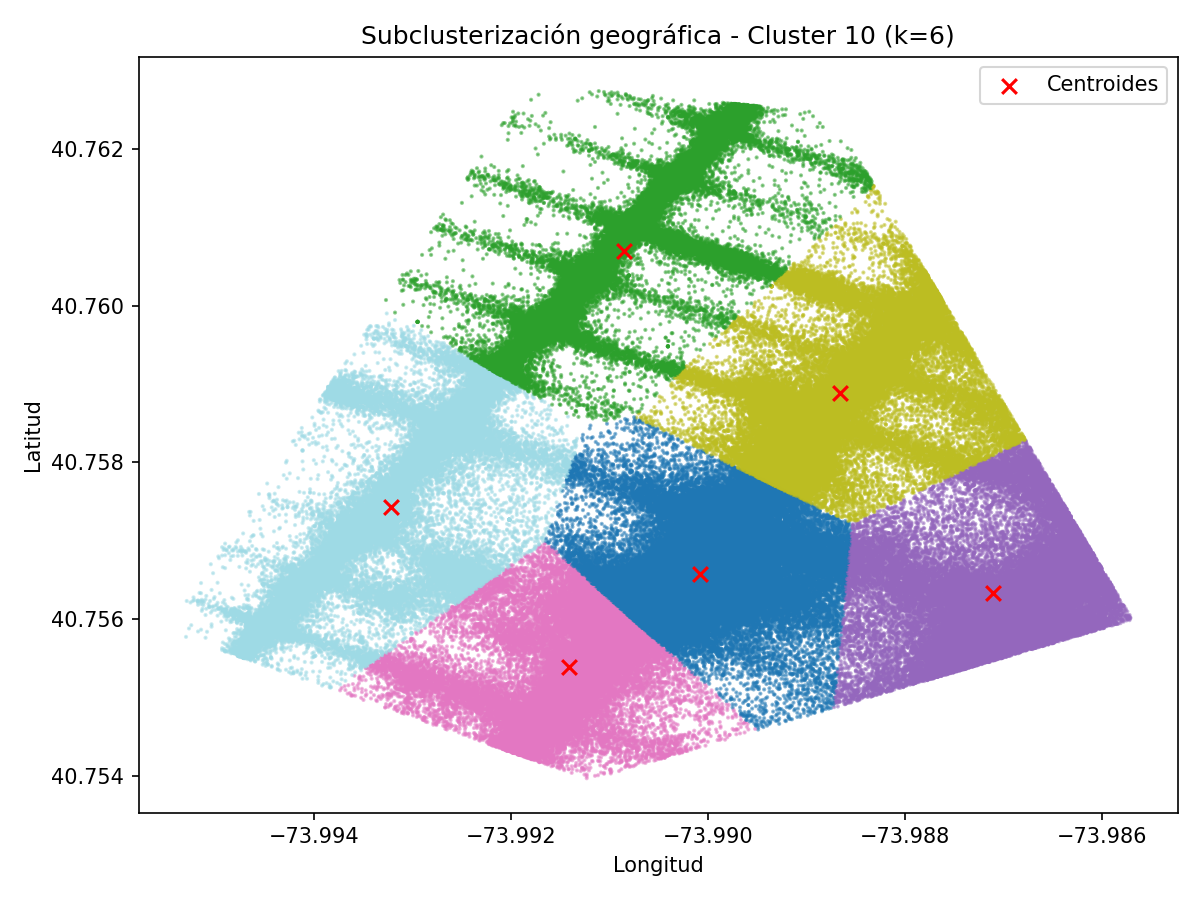 Subclusterización geográfica - Cluster 10 (k=6)
Centroides
40.762
40.760
40.758
40.756
40.754
Latitud
−73.994
−73.992
−73.990
−73.988
−73.986
Longitud